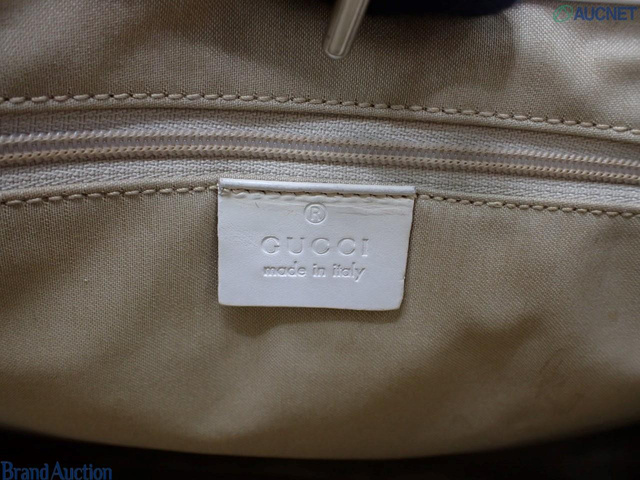 AUCNET
®
GUCCI
made in italy
Brand Auction